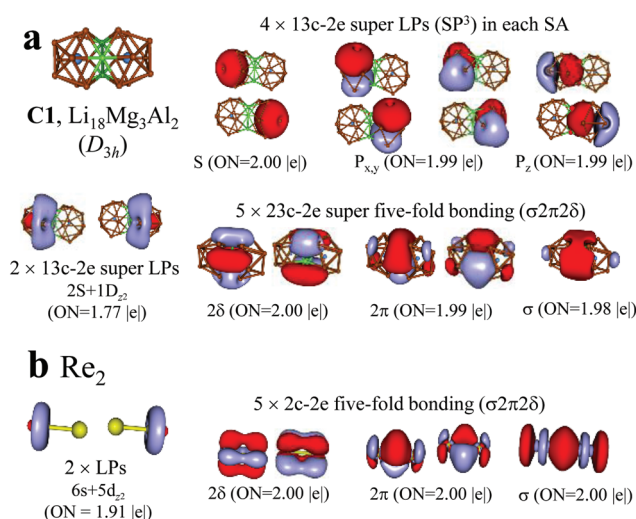 a
4 × 13c-2e super LPs (SP³) in each SA
C1, Li₁₈Mg₃Al₂
(D₃ₕ)
S (ON=2.00 |e|) Pₓ,ᵧ (ON=1.99 |e|) P_z (ON=1.99 |e|)
5 × 23c-2e super five-fold bonding (σ2π2δ)
2 × 13c-2e super LPs
2S+1D_z²
(ON=1.77 |e|)
2δ (ON=2.00 |e|) 2π (ON=1.99 |e|) σ (ON=1.98 |e|)
b Re₂
5 × 2c-2e five-fold bonding (σ2π2δ)
2 × LPs
6s+5d_z²
(ON = 1.91 |e|)
2δ (ON=2.00 |e|) 2π (ON=2.00 |e|) σ (ON=2.00 |e|)